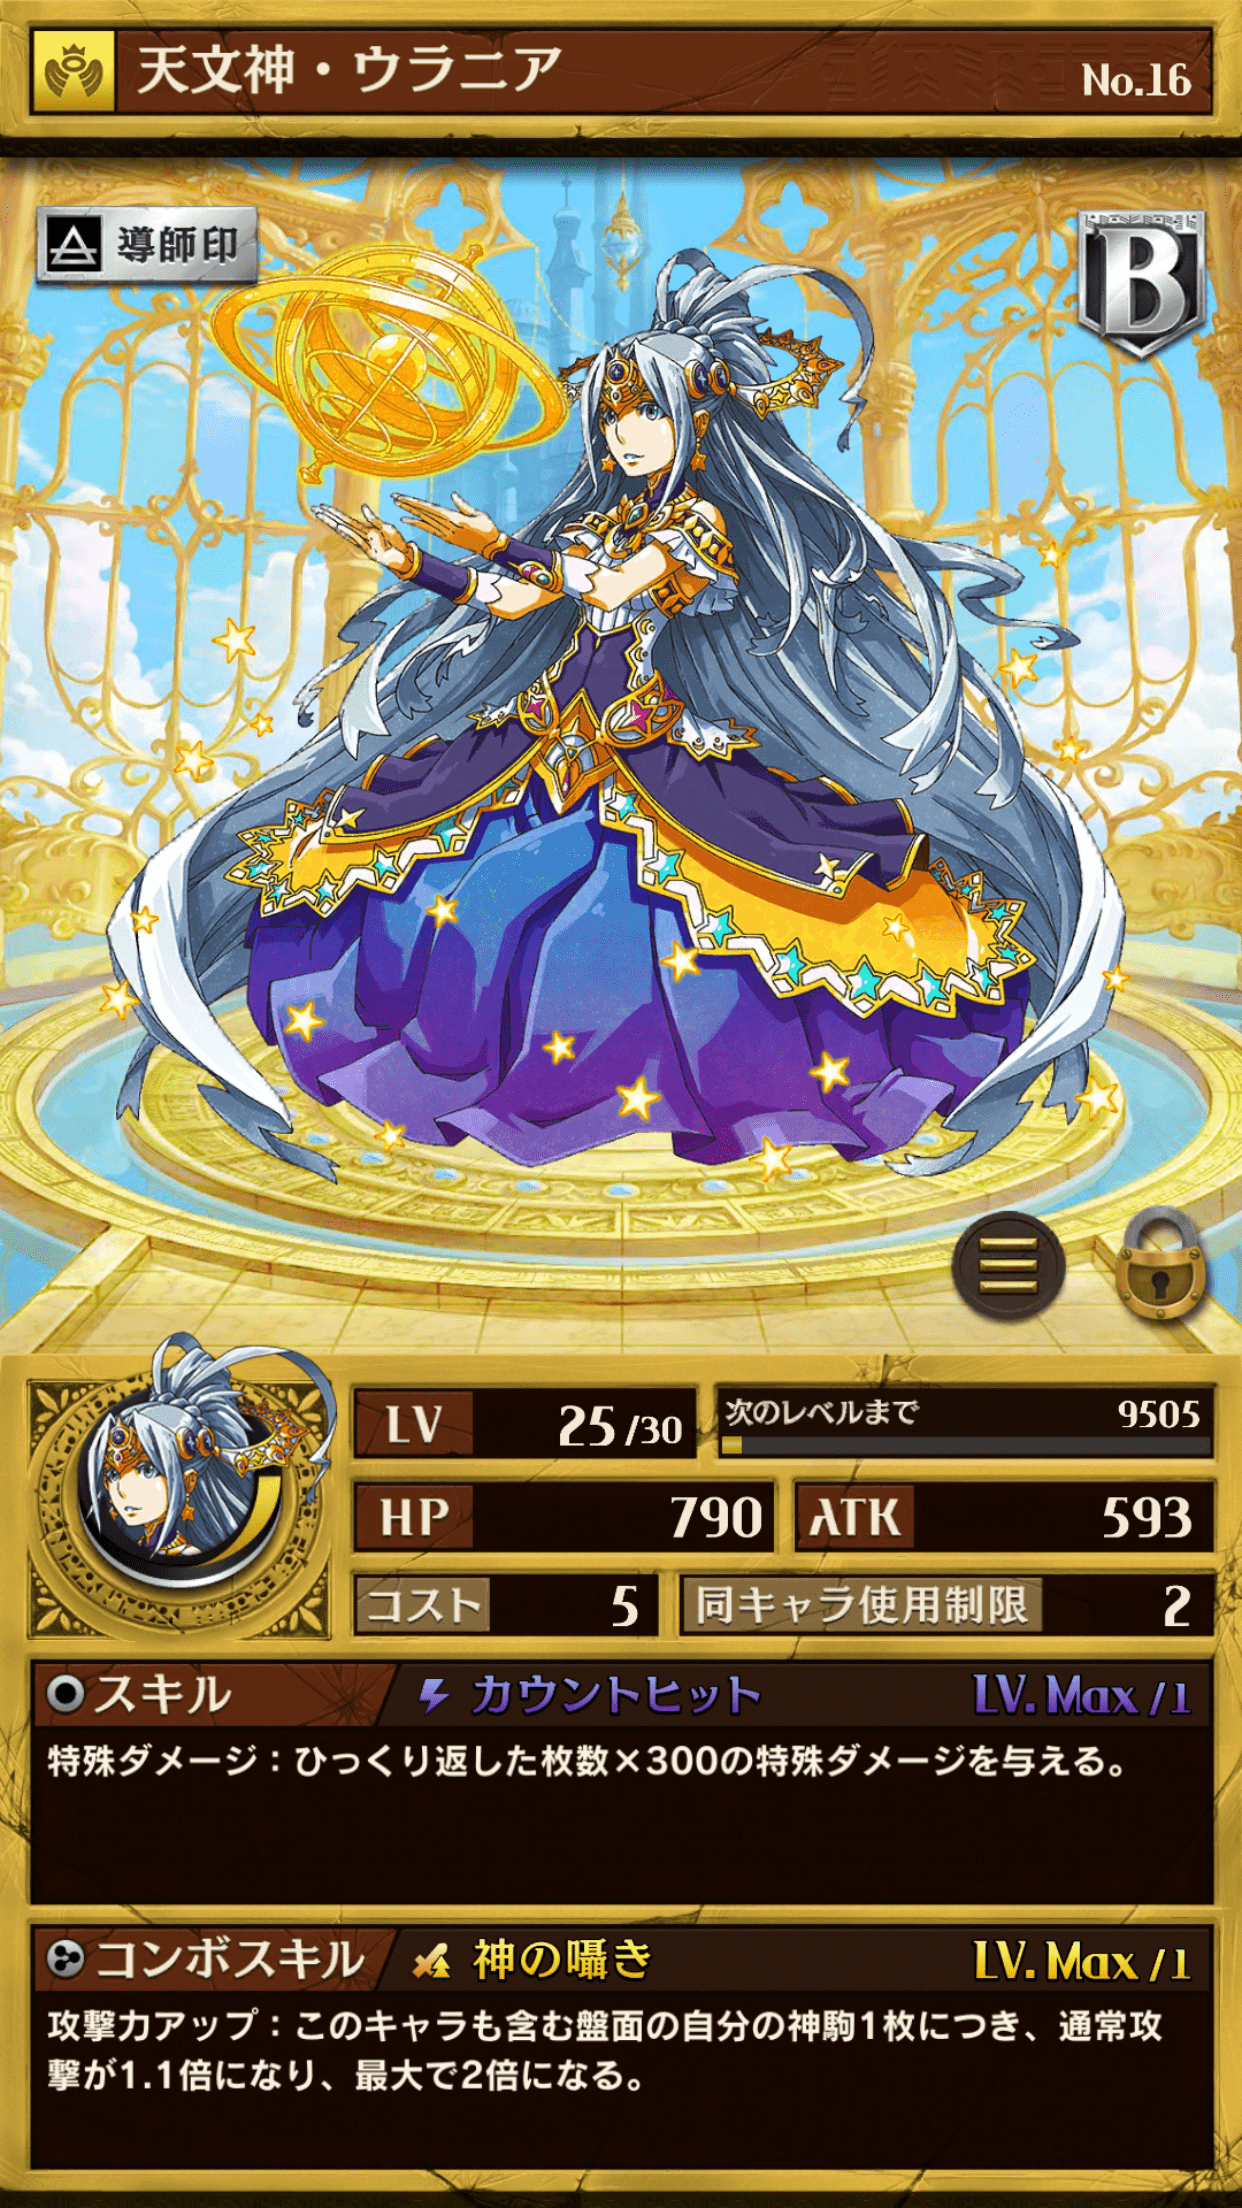 天文神・ウラニア
No.16
導師印
B
LV 25/30
次のレベルまで 9505
HP 790
ATK 593
コスト 5
同キャラ使用制限 2
スキル カウントヒット LV.Max/1
特殊ダメージ：ひっくり返した枚数×300の特殊ダメージを与える。
コンボスキル 神の囁き LV.Max/1
攻撃力アップ：このキャラも含む盤面の自分の神駒1枚につき、通常攻
撃が1.1倍になり、最大で2倍になる。